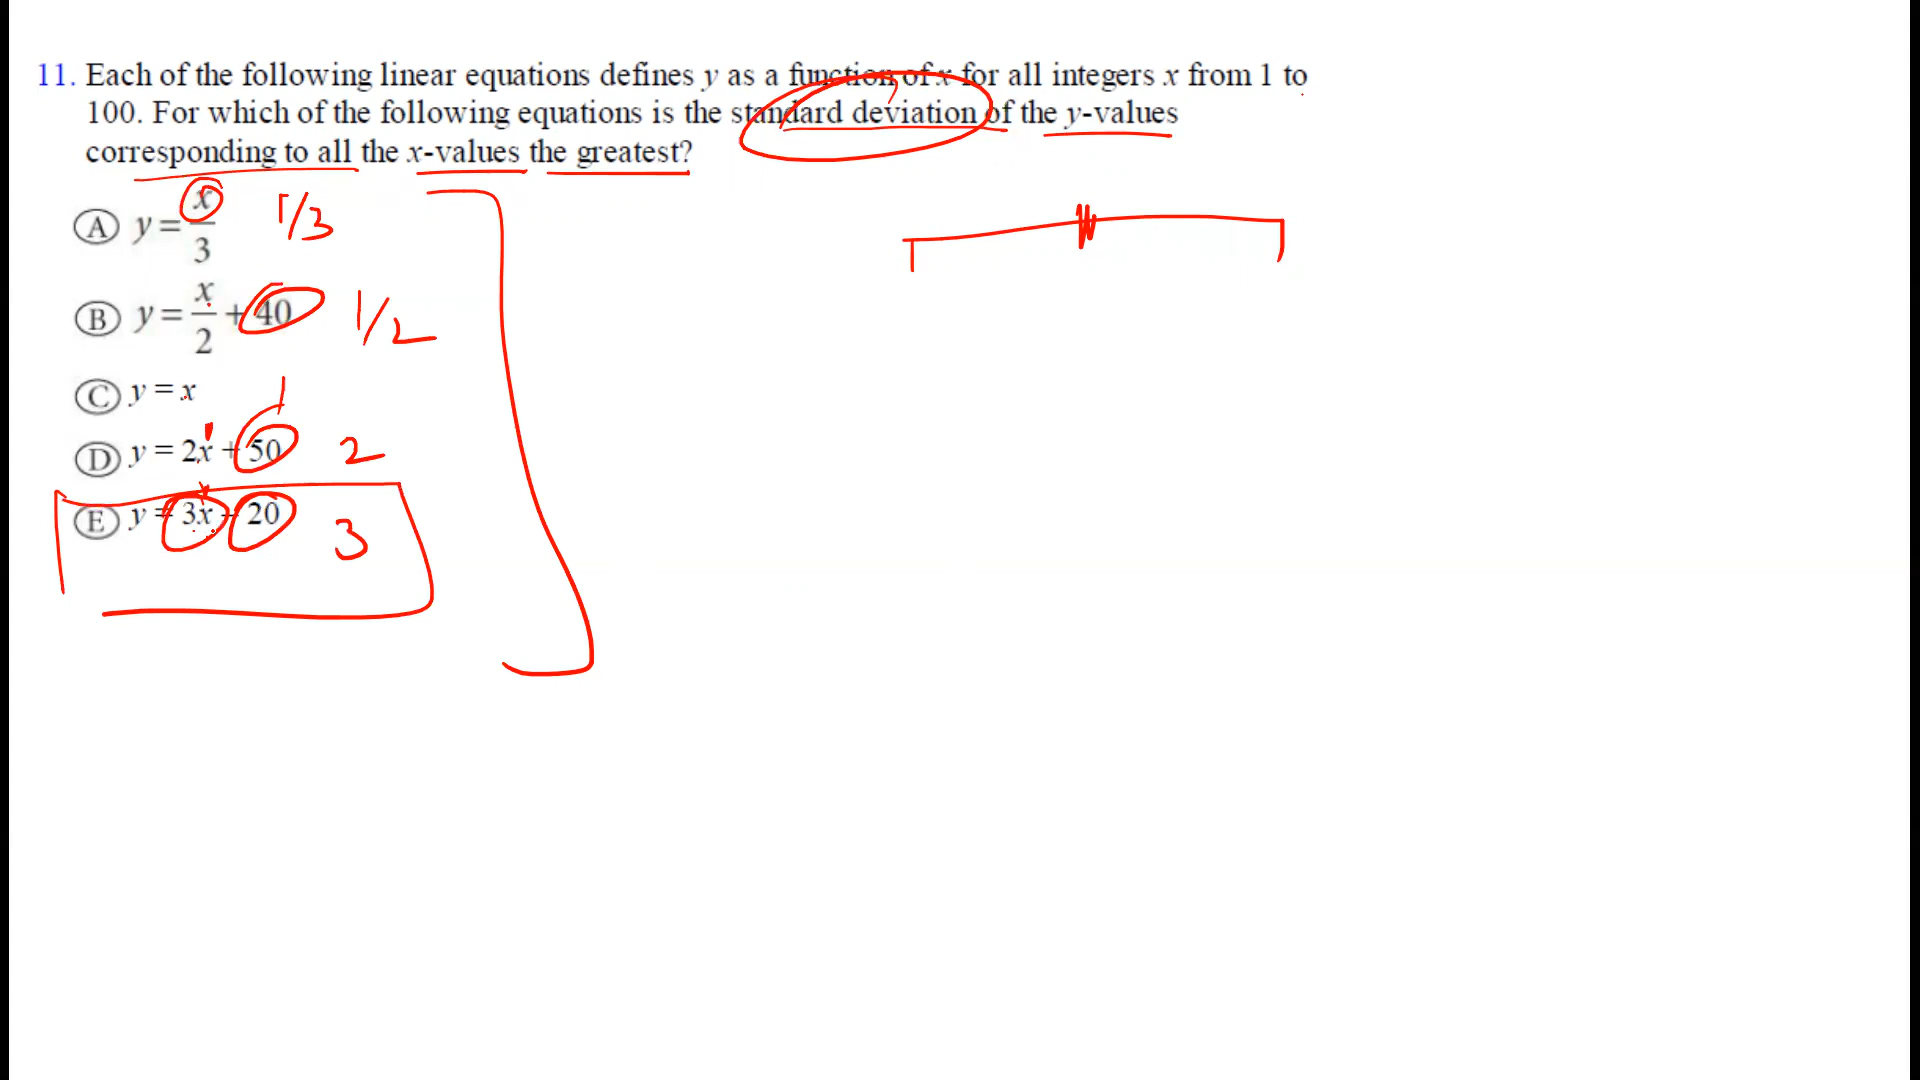 11. Each of the following linear equations defines y as a function of x for all integers x from 1 to
100. For which of the following equations is the standard deviation of the y-values
corresponding to all the x-values the greatest?
(A) y = x/3 1/3
(B) y = x/2 + 40 1/2
(C) y = x
1
(D) y = 2x + 50 2
(E) y = 3x − 20 3